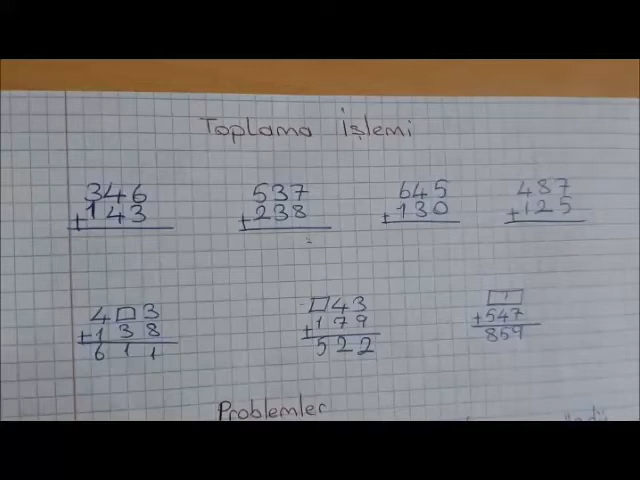 Toplama İşlemi
346 537 645 487
+143 +238 +130 +125
4□3 □43 □
+138 +179 +547
611 522 859
Problemler